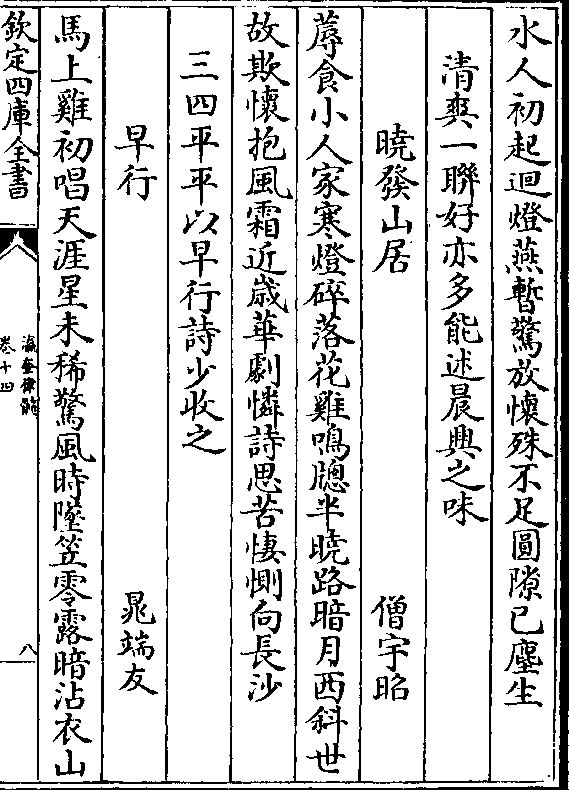 水人初起迴燈燕暫驚放懷殊不足圓隙已塵生
清爽一聯好亦多能述晨興之味
曉發山居　僧宇昭
蓐食小人家寒燈碎落花雞鳴牕半曉路暗月西斜世
故欺懷抱風霜近歲華劇憐詩思苦悽惻向長沙
三四平平以早行詩少收之
早行　晁端友
馬上雞初唱天涯星未稀驚風時墜笠零露暗沾衣山
欽定四庫全書
瀛奎律髓
卷十四
八